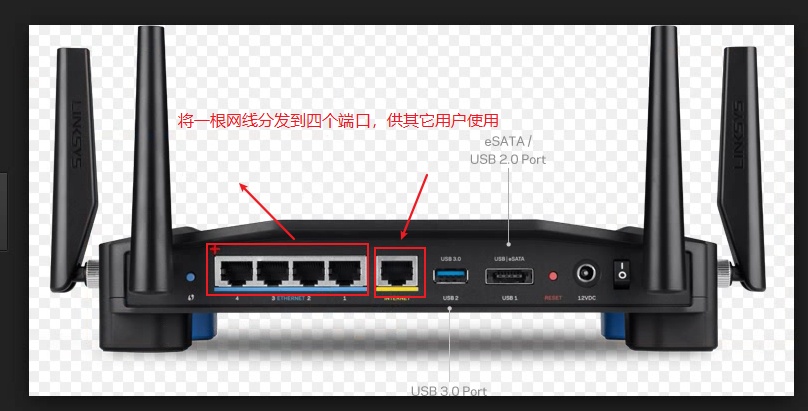 将一根网线分发到四个端口，供其它用户使用
eSATA /
USB 2.0 Port
LINKSYS
LINKSYS
USB 3.0
USB | eSATA
4
3 ETHERNET 2
1
INTERNET
USB 2
USB 1
RESET
12VDC
USB 3.0 Port